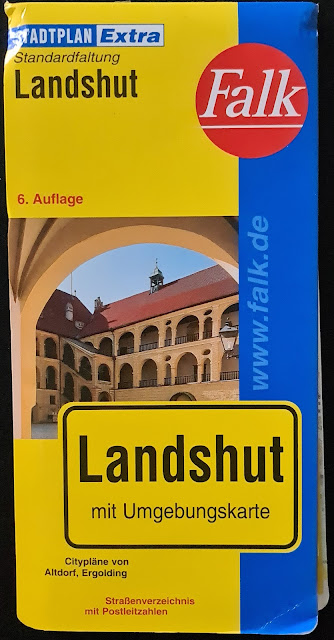 STADTPLAN Extra
Standardfaltung
Landshut
Falk
6. Auflage
www.falk.de
Landshut
mit Umgebungskarte
Citypläne von
Altdorf, Ergolding
Straßenverzeichnis
mit Postleitzahlen